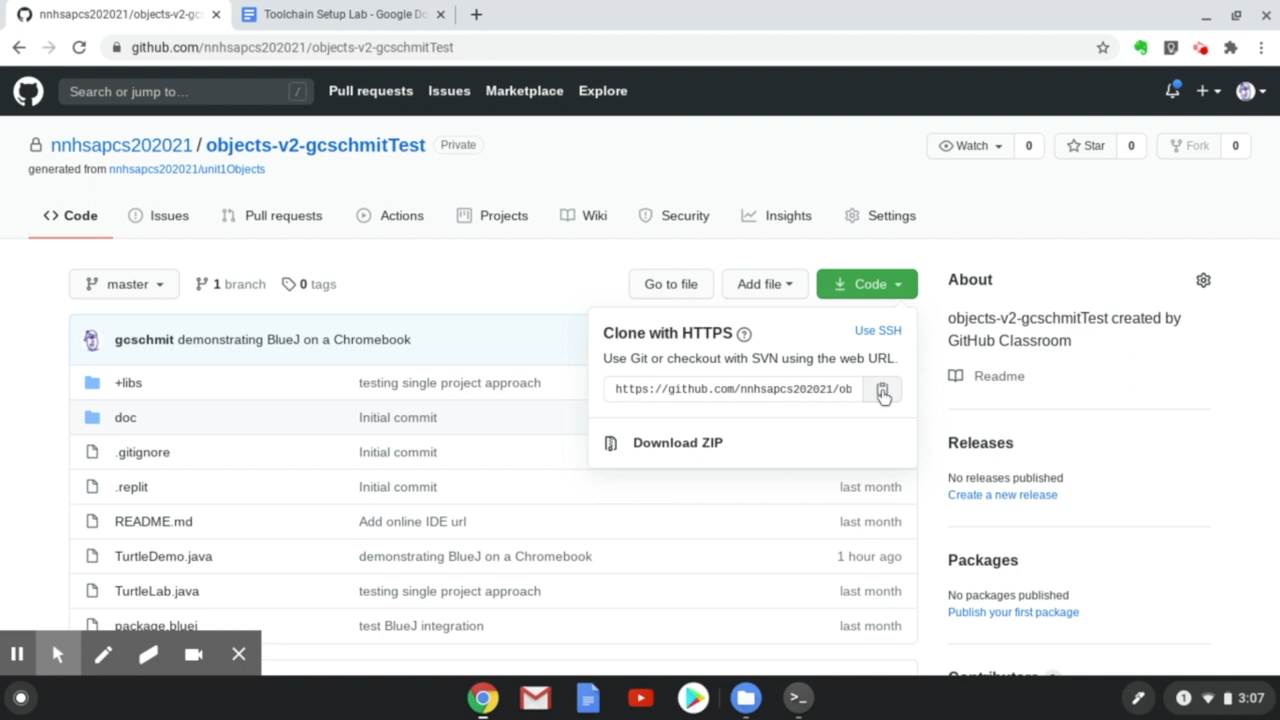 nnhsapcs202021/objects-v2-gc
Toolchain Setup Lab - Google Do
github.com/nnhsapcs202021/objects-v2-gcschmitTest
Search or jump to…
/
Pull requests
Issues
Marketplace
Explore
nnhsapcs202021 / objects-v2-gcschmitTest
Private
generated from nnhsapcs202021/unit1Objects
Watch
0
Star
0
Fork
0
Code
Issues
Pull requests
Actions
Projects
Wiki
Security
Insights
Settings
master
1 branch
0 tags
Go to file
Add file
Code
gcschmit demonstrating BlueJ on a Chromebook
+libs
testing single project approach
doc
Initial commit
.gitignore
Initial commit
.replit
Initial commit
last month
README.md
Add online IDE url
last month
TurtleDemo.java
demonstrating BlueJ on a Chromebook
1 hour ago
TurtleLab.java
testing single project approach
last month
package.bluej
test BlueJ integration
last month
Clone with HTTPS
Use SSH
Use Git or checkout with SVN using the web URL.
https://github.com/nnhsapcs202021/ob
Download ZIP
About
objects-v2-gcschmitTest created by
GitHub Classroom
Readme
Releases
No releases published
Create a new release
Packages
No packages published
Publish your first package
Contributors
1
3:07